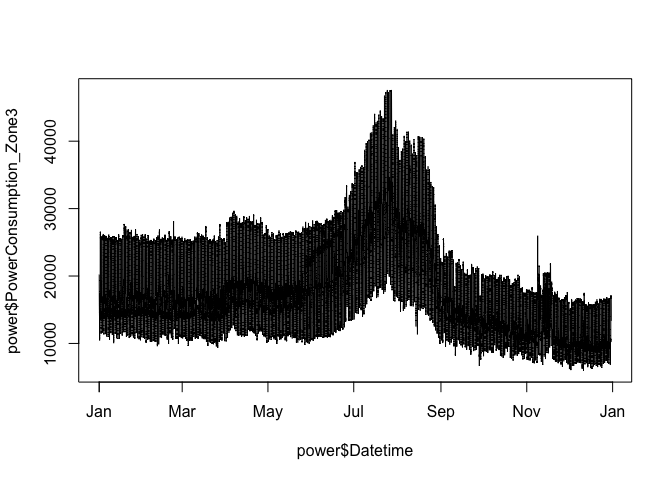 power$PowerConsumption_Zone3
40000
30000
20000
10000
Jan Mar May Jul Sep Nov Jan
power$Datetime